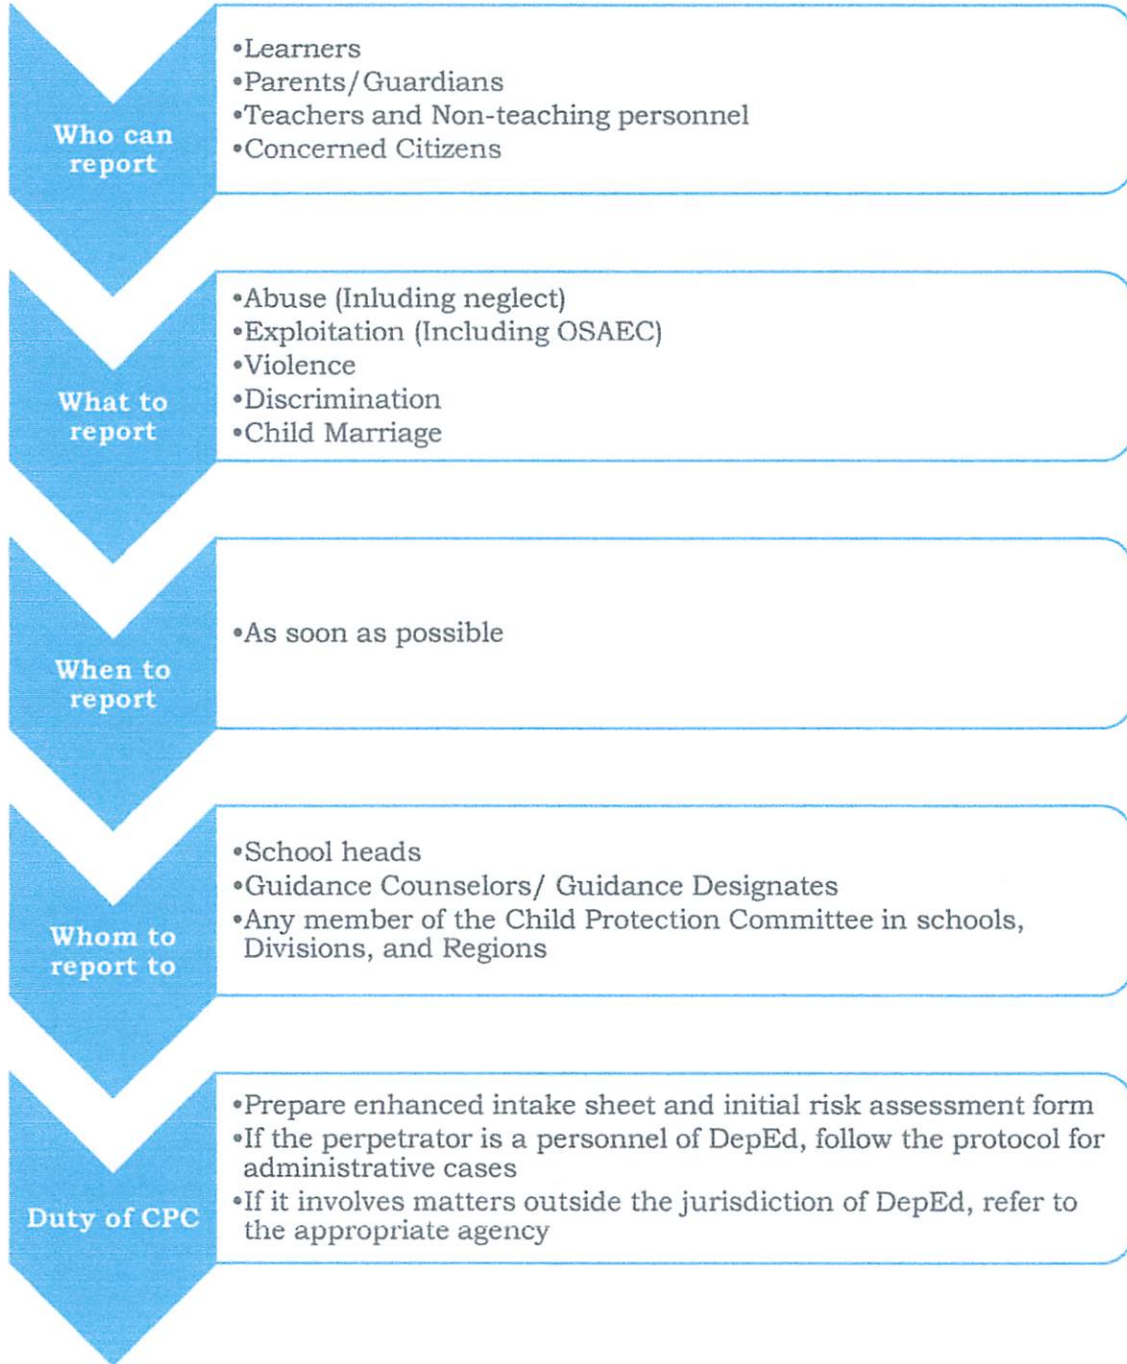 Who can
report
•Learners
•Parents/Guardians
•Teachers and Non-teaching personnel
•Concerned Citizens
What to
report
•Abuse (Inluding neglect)
•Exploitation (Including OSAEC)
•Violence
•Discrimination
•Child Marriage
When to
report
•As soon as possible
Whom to
report to
•School heads
•Guidance Counselors/ Guidance Designates
•Any member of the Child Protection Committee in schools,
Divisions, and Regions
Duty of CPC
•Prepare enhanced intake sheet and initial risk assessment form
•If the perpetrator is a personnel of DepEd, follow the protocol for
administrative cases
•If it involves matters outside the jurisdiction of DepEd, refer to
the appropriate agency